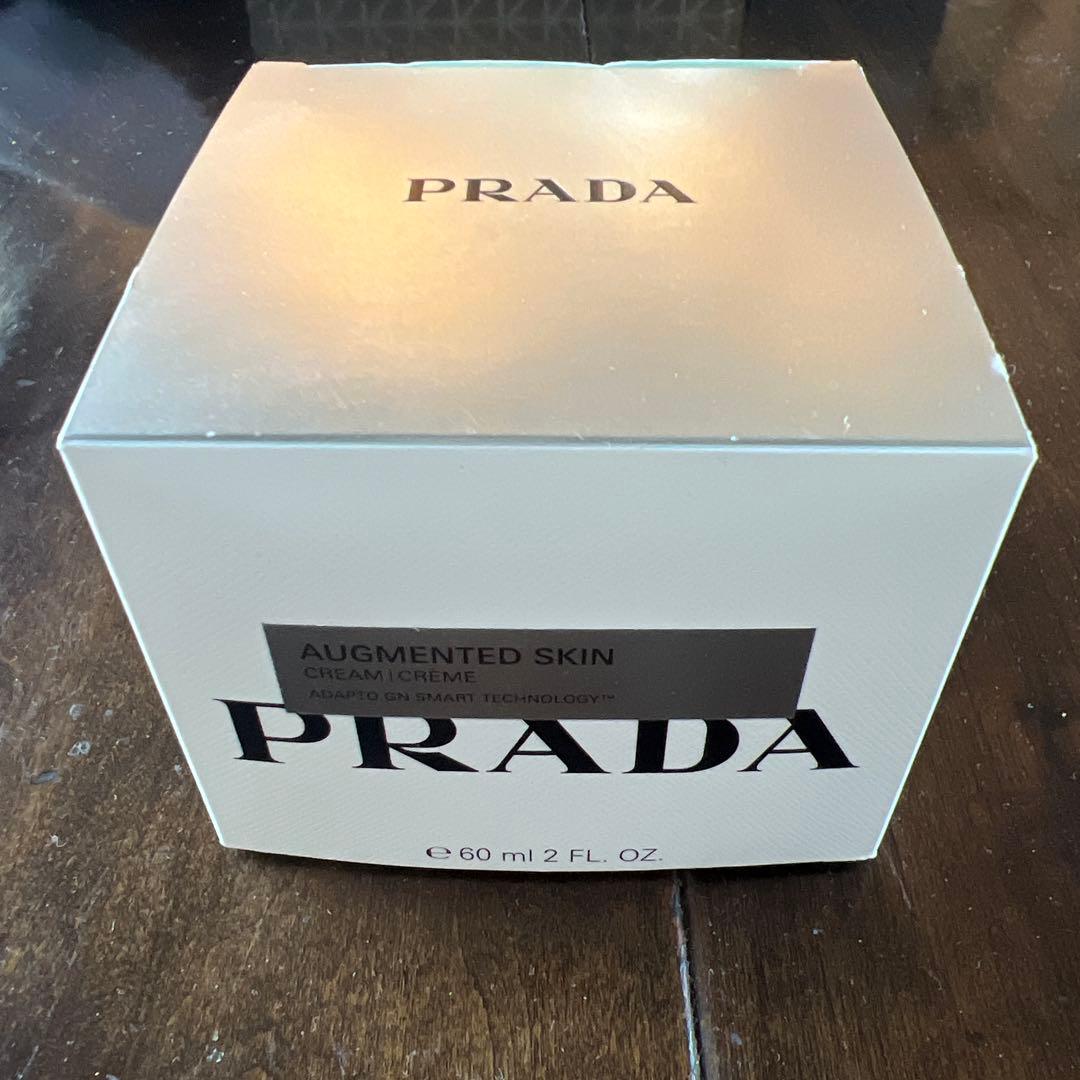 PRADA
AUGMENTED SKIN
CREAM | CRÈME
ADAPTO.GN SMART TECHNOLOGY™
PRADA
℮ 60 ml 2 FL. OZ.